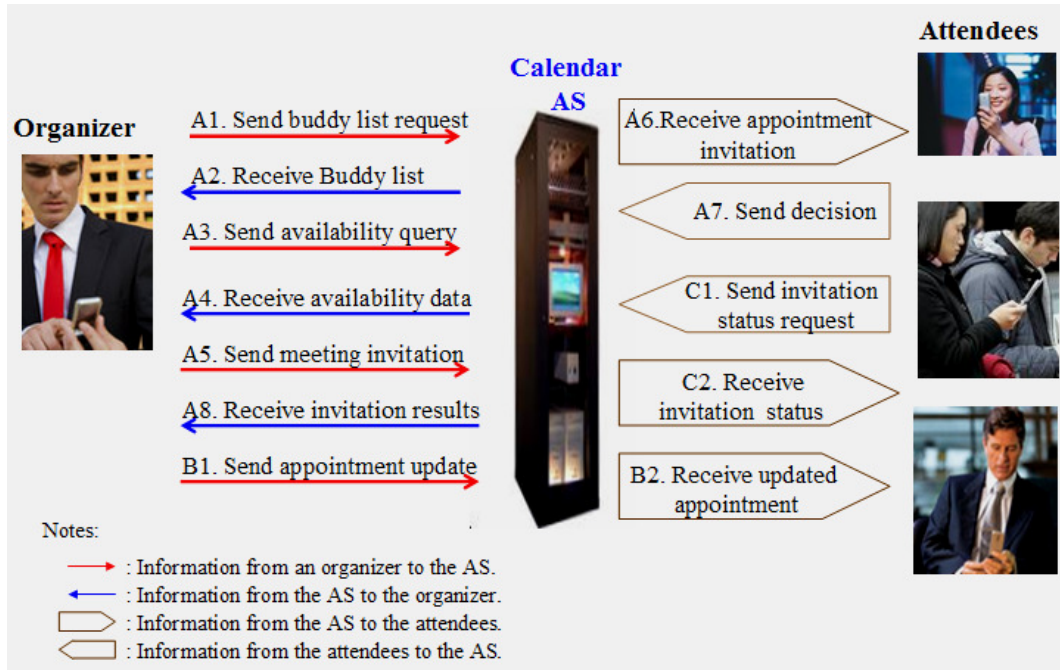 Attendees
Calendar
AS
Organizer
A1. Send buddy list request
A2. Receive Buddy list
A3. Send availability query
A4. Receive availability data
A5. Send meeting invitation
A8. Receive invitation results
B1. Send appointment update
A6.Receive appointment
invitation
A7. Send decision
C1. Send invitation
status request
C2. Receive
invitation status
B2. Receive updated
appointment
Notes:
: Information from an organizer to the AS.
: Information from the AS to the organizer.
: Information from the AS to the attendees.
: Information from the attendees to the AS.